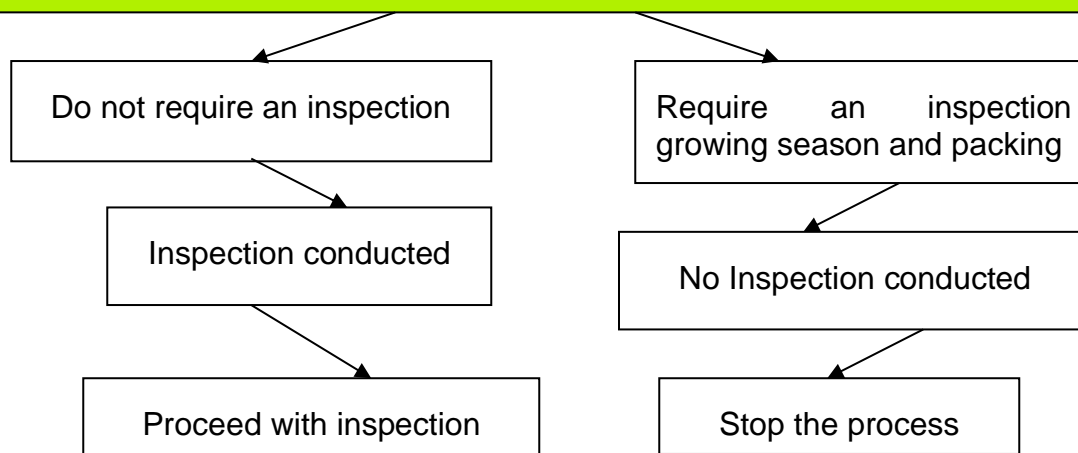 Do not require an inspection
Require an inspection
growing season and packing
Inspection conducted
No Inspection conducted
Proceed with inspection
Stop the process